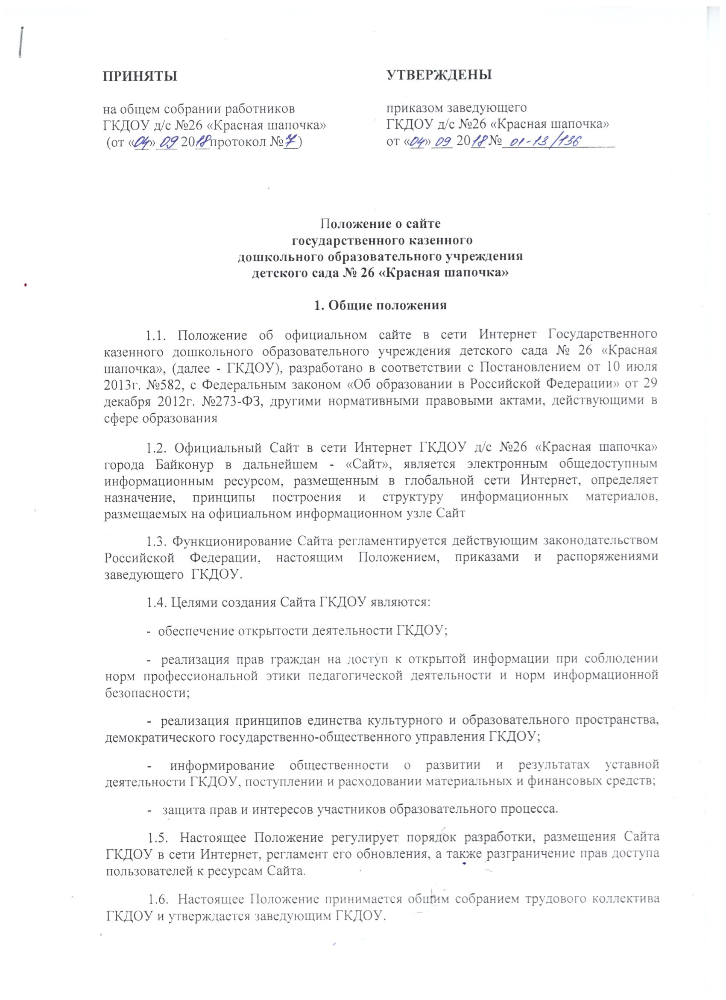 ПРИНЯТЫ
на общем собрании работников
ГКДОУ д/с №26 «Красная шапочка»
(от «04» 09 2018 протокол № 7)
УТВЕРЖДЕНЫ
приказом заведующего
ГКДОУ д/с №26 «Красная шапочка»
от «04» 09 2018 № 01-13/136
Положение о сайте
государственного казенного
дошкольного образовательного учреждения
детского сада № 26 «Красная шапочка»
1. Общие положения
1.1. Положение об официальном сайте в сети Интернет Государственного
казенного дошкольного образовательного учреждения детского сада № 26 «Красная
шапочка», (далее - ГКДОУ), разработано в соответствии с Постановлением от 10 июля
2013г. №582, с Федеральным законом «Об образовании в Российской Федерации» от 29
декабря 2012г. №273-ФЗ, другими нормативными правовыми актами, действующими в
сфере образования
1.2. Официальный Сайт в сети Интернет ГКДОУ д/с №26 «Красная шапочка»
города Байконур в дальнейшем - «Сайт», является электронным общедоступным
информационным ресурсом, размещенным в глобальной сети Интернет, определяет
назначение, принципы построения и структуру информационных материалов,
размещаемых на официальном информационном узле Сайт
1.3. Функционирование Сайта регламентируется действующим законодательством
Российской Федерации, настоящим Положением, приказами и распоряжениями
заведующего ГКДОУ.
1.4. Целями создания Сайта ГКДОУ являются:
- обеспечение открытости деятельности ГКДОУ;
- реализация прав граждан на доступ к открытой информации при соблюдении
норм профессиональной этики педагогической деятельности и норм информационной
безопасности;
- реализация принципов единства культурного и образовательного пространства,
демократического государственно-общественного управления ГКДОУ;
- информирование общественности о развитии и результатах уставной
деятельности ГКДОУ, поступлении и расходовании материальных и финансовых средств;
- защита прав и интересов участников образовательного процесса.
1.5. Настоящее Положение регулирует порядок разработки, размещения Сайта
ГКДОУ в сети Интернет, регламент его обновления, а также разграничение прав доступа
пользователей к ресурсам Сайта.
1.6. Настоящее Положение принимается общим собранием трудового коллектива
ГКДОУ и утверждается заведующим ГКДОУ.